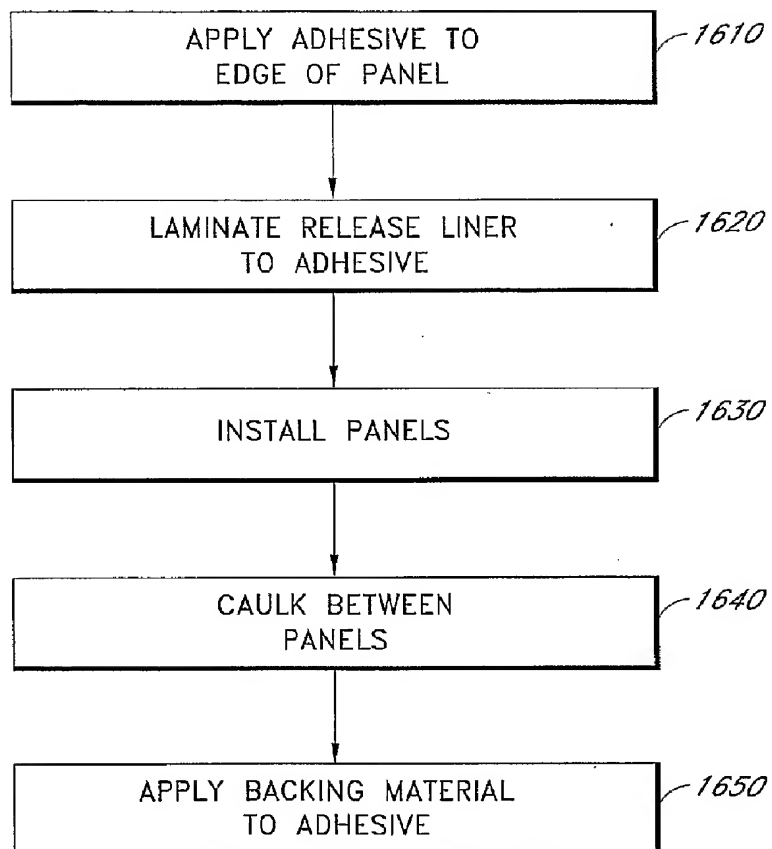 APPLY ADHESIVE TO
EDGE OF PANEL
1610
LAMINATE RELEASE LINER
TO ADHESIVE
1620
INSTALL PANELS
1630
CAULK BETWEEN
PANELS
1640
APPLY BACKING MATERIAL
TO ADHESIVE
1650